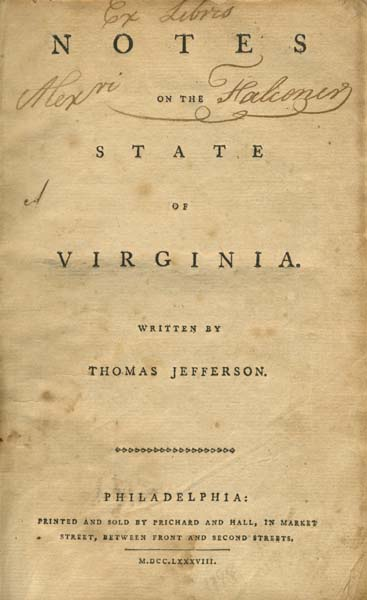 Ex Libris
NOTES
Alexri Falconer
ON THE
STATE
OF
VIRGINIA.
WRITTEN BY
THOMAS JEFFERSON.
PHILADELPHIA:
PRINTED AND SOLD BY PRICHARD AND HALL, IN MARKET
STREET, BETWEEN FRONT AND SECOND STREETS.
M.DCC.LXXXVIII.